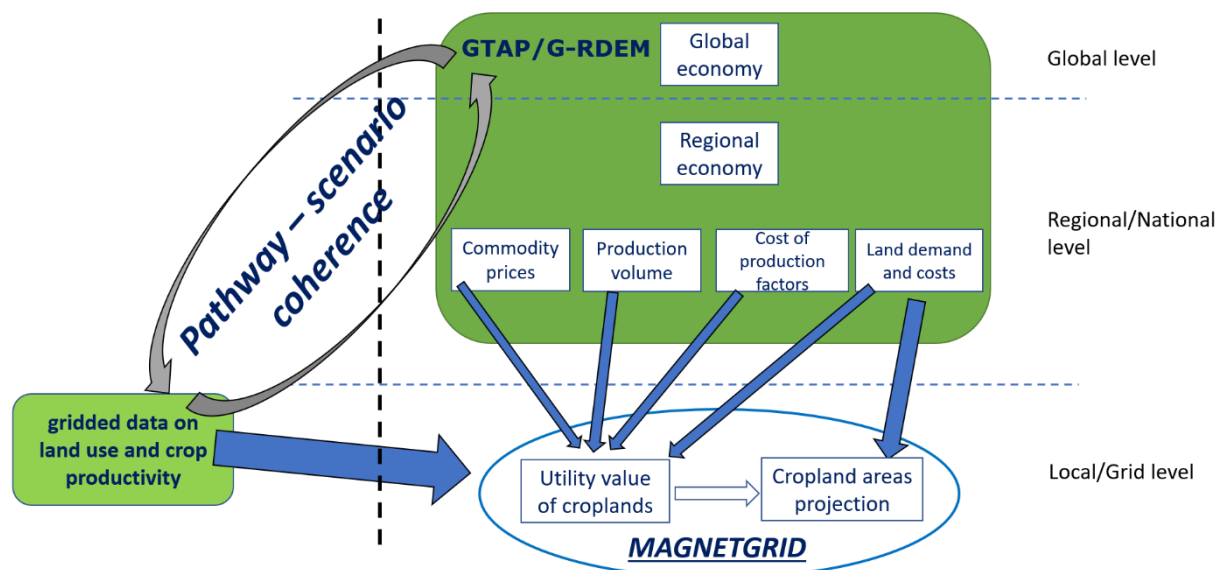 GTAP/G-RDEM
Global
economy
Global level
Pathway – scenario
coherence
Regional
economy
Regional/National
level
Commodity
prices
Production
volume
Cost of
production
factors
Land demand
and costs
gridded data on
land use and crop
productivity
Utility value
of croplands
Cropland areas
projection
Local/Grid level
MAGNETGRID